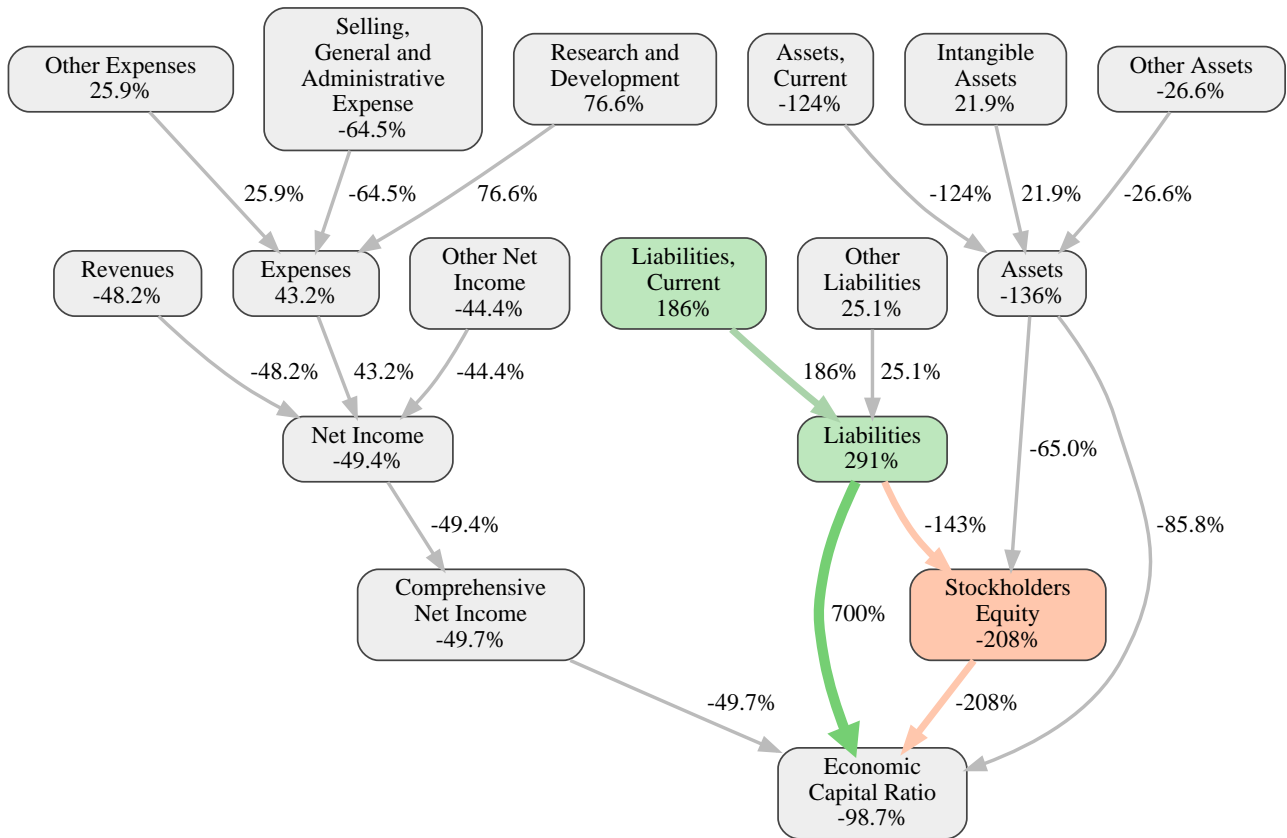 Other Expenses
25.9%
Selling,
General and
Administrative
Expense
-64.5%
Research and
Development
76.6%
Assets,
Current
-124%
Intangible
Assets
21.9%
Other Assets
-26.6%
25.9%
-64.5%
76.6%
-124%
21.9%
-26.6%
Revenues
-48.2%
Expenses
43.2%
Other Net
Income
-44.4%
Liabilities,
Current
186%
Other
Liabilities
25.1%
Assets
-136%
-48.2%
43.2%
-44.4%
186%
25.1%
Net Income
-49.4%
Liabilities
291%
-65.0%
-49.4%
-143%
-85.8%
Comprehensive
Net Income
-49.7%
700%
Stockholders
Equity
-208%
-49.7%
-208%
Economic
Capital Ratio
-98.7%